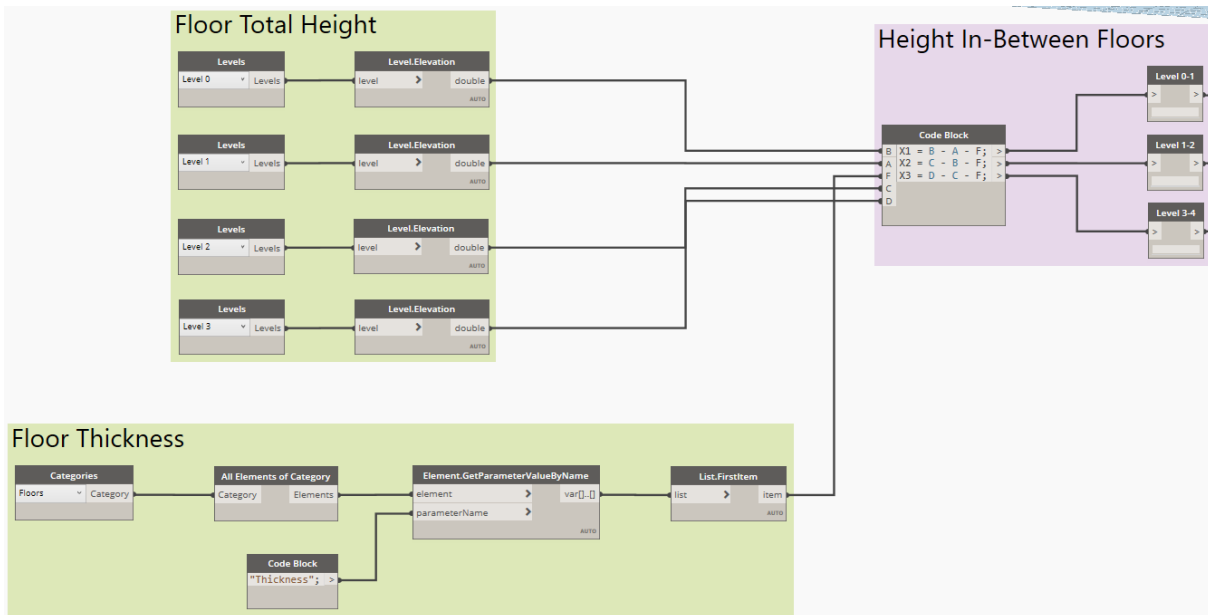 Floor Total Height
Levels
Level 0 Levels
Level.Elevation
level > double
AUTO
Levels
Level 1 Levels
Level.Elevation
level > double
AUTO
Levels
Level 2 Levels
Level.Elevation
level > double
AUTO
Levels
Level 3 Levels
Level.Elevation
level > double
AUTO
Height In-Between Floors
Code Block
B X1 = B - A - F; >
A X2 = C - B - F; >
F X3 = D - C - F; >
C
D
Level 0-1
> >
Level 1-2
> >
Level 3-4
> >
Floor Thickness
Categories
Floors Category
All Elements of Category
Category Elements
Element.GetParameterValueByName
element > var[]..[]
parameterName >
AUTO
List.FirstItem
list > item
AUTO
Code Block
"Thickness"; >